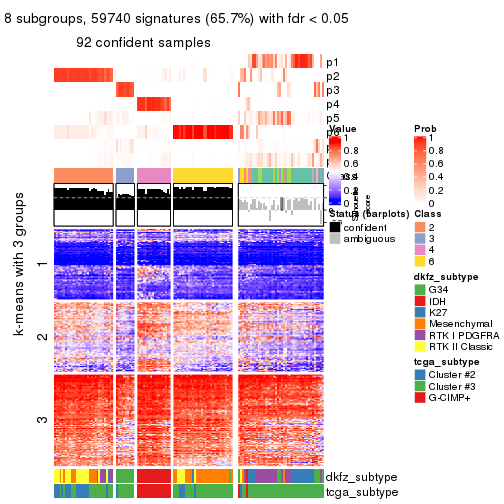 8 subgroups, 59740 signatures (65.7%) with fdr < 0.05
92 confident samples
p1
p2
p3
p4
p5
k-means with 3 groups
1
2
3
Value
1
0.8
0.6
0.4
0.2
0
Prob
1
0.8
0.6
0.4
0.2
0
Status (barplots)
confident
ambiguous
Class
2
3
4
6
dkfz_subtype
G34
IDH
K27
Mesenchymal
RTK I PDGFRA
RTK II Classic
tcga_subtype
Cluster #2
Cluster #3
G-CIMP+
dkfz_subtype
tcga_subtype